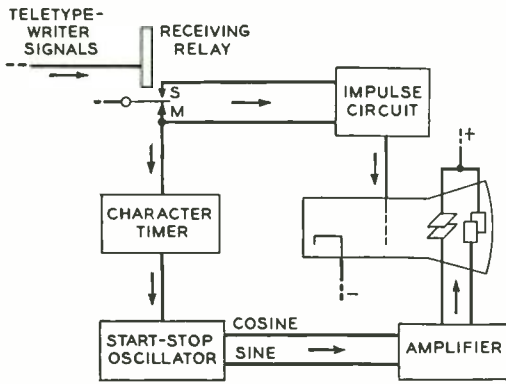 TELETYPE-
WRITER
SIGNALS
RECEIVING
RELAY
S
M
IMPULSE
CIRCUIT
+
CHARACTER
TIMER
−
START-STOP
OSCILLATOR
COSINE
SINE
AMPLIFIER